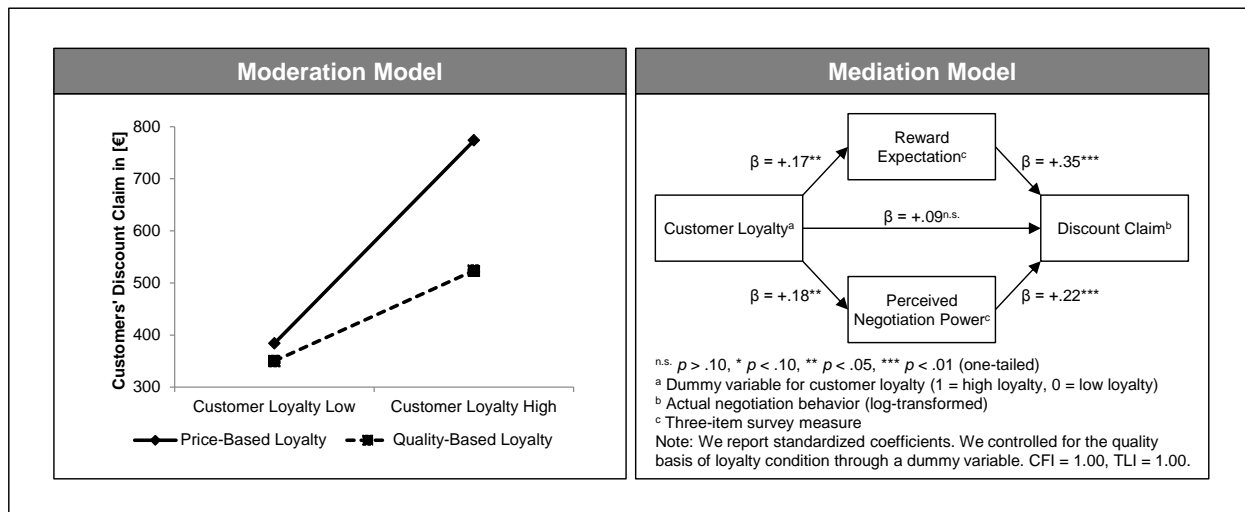 Moderation Model
Customers' Discount Claim in [€]
800
700
600
500
400
300
Customer Loyalty Low
Customer Loyalty High
Price-Based Loyalty
Quality-Based Loyalty
Mediation Model
Reward
Expectationᶜ
β = +.17**
β = +.35***
Customer Loyaltyᵃ
β = +.09ⁿ·ˢ·
Discount Claimᵇ
β = +.18**
β = +.22***
Perceived
Negotiation Powerᶜ
ⁿ·ˢ· p > .10, * p < .10, ** p < .05, *** p < .01 (one-tailed)
ᵃ Dummy variable for customer loyalty (1 = high loyalty, 0 = low loyalty)
ᵇ Actual negotiation behavior (log-transformed)
ᶜ Three-item survey measure
Note: We report standardized coefficients. We controlled for the quality
basis of loyalty condition through a dummy variable. CFI = 1.00, TLI = 1.00.